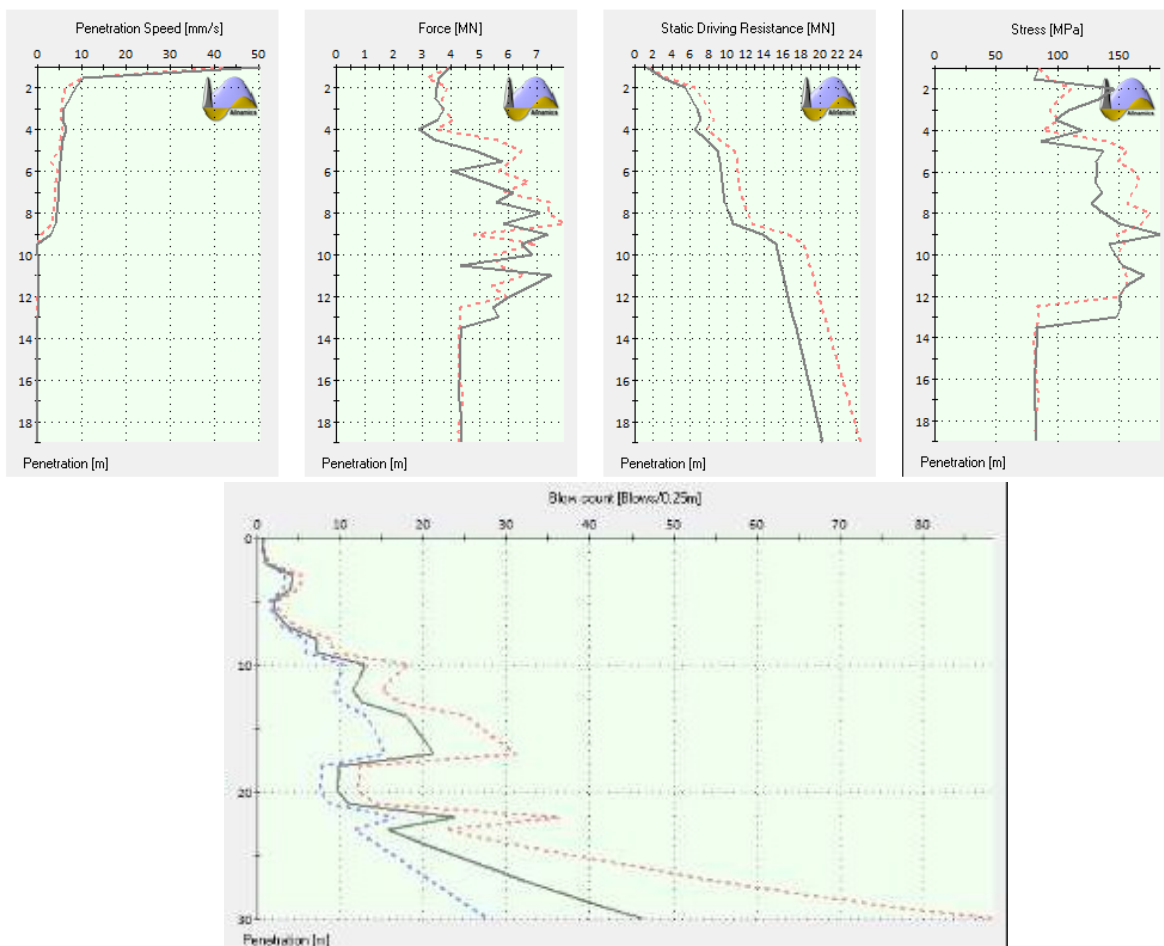 Penetration Speed [mm/s]
0 10 20 30 40 50
2
4
6
8
10
12
14
16
18
Penetration [m]
Force [MN]
0 1 2 3 4 5 6 7
2
4
6
8
10
12
14
16
18
Penetration [m]
Static Driving Resistance [MN]
0 2 4 6 8 10 12 14 16 18 20 22 24
2
4
6
8
10
12
14
16
18
Penetration [m]
Stress [MPa]
0 50 100 150
2
4
6
8
10
12
14
16
18
Penetration [m]
Allnamics
Allnamics
Allnamics
Allnamics
Blow count [Blows/0.25m]
0 10 20 30 40 50 60 70 80
0
10
20
30
Penetration [m]